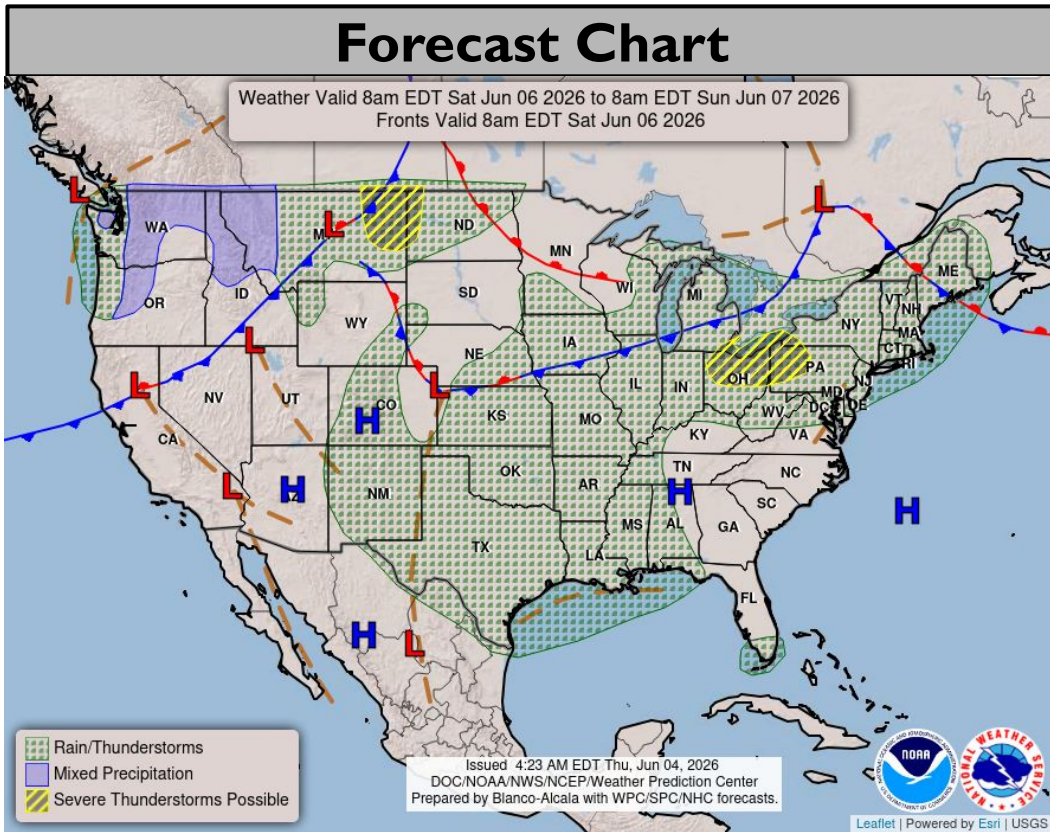 Forecast Chart
Weather Valid 8am EDT Sat Jun 06 2026 to 8am EDT Sun Jun 07 2026
Fronts Valid 8am EDT Sat Jun 06 2026
L
L
L
WA
M
ND
MN
ME
OR
ID
SD
WI
MI
VT
NH
WY
NY
MA
L
IA
CT
RI
NE
PA
L
NV
UT
L
IL
IN
OH
NJ
CO
MD
DC
DE
H
KS
MO
WV
CA
KY
VA
TN
NC
OK
L
H
NM
AR
H
SC
H
MS
AL
GA
TX
LA
FL
H
L
Rain/Thunderstorms
Mixed Precipitation
Severe Thunderstorms Possible
Issued 4:23 AM EDT Thu, Jun 04, 2026
DOC/NOAA/NWS/NCEP/Weather Prediction Center
Prepared by Blanco-Alcala with WPC/SPC/NHC forecasts.
NOAA
NATIONAL WEATHER SERVICE
Leaflet | Powered by Esri | USGS